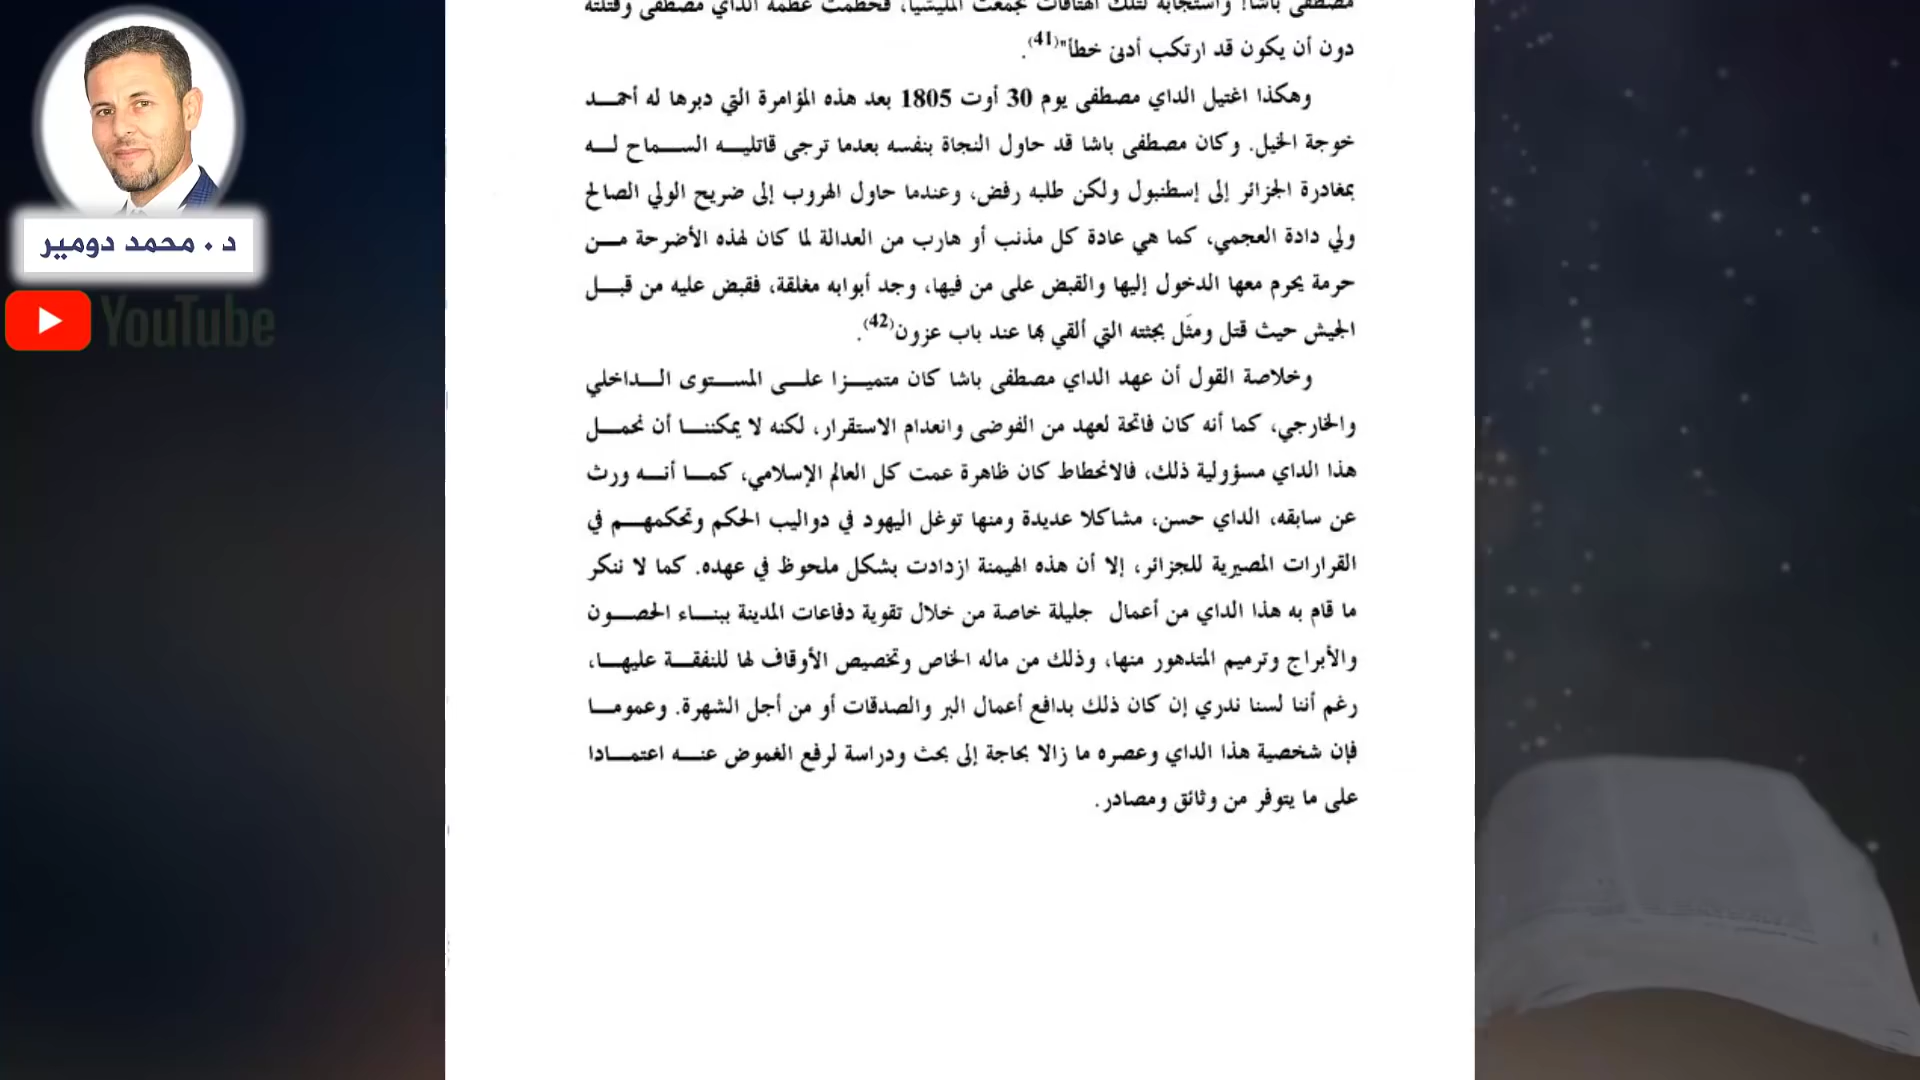 مصطفى باشا! واستجابة لتلك الهتافات تجمعت المليشيا، فحطمت عظمة الداي مصطفى وقتلته
دون أن يكون قد ارتكب أدنى خطأ"(41).
وهكذا اغتيل الداي مصطفى يوم 30 أوت 1805 بعد هذه المؤامرة التي دبرها له أحمد
خوجة الخيل. وكان مصطفى باشا قد حاول النجاة بنفسه بعدما ترجى قاتليه السماح له
بمغادرة الجزائر إلى إسطنبول ولكن طلبه رفض، وعندما حاول الهروب إلى ضريح الولي الصالح
ولي دادة العجمي، كما هي عادة كل مذنب أو هارب من العدالة لما كان لهذه الأضرحة من
حرمة يحرم معها الدخول إليها والقبض على من فيها، وجد أبوابه مغلقة، فقبض عليه من قبل
الجيش حيث قتل ومثّل بجثته التي ألقي بها عند باب عزون(42).
وخلاصة القول أن عهد الداي مصطفى باشا كان متميزا على المستوى الداخلي
والخارجي، كما أنه كان فاتحة لعهد من الفوضى وانعدام الاستقرار، لكنه لا يمكننا أن نحمل
هذا الداي مسؤولية ذلك، فالانحطاط كان ظاهرة عمت كل العالم الإسلامي، كما أنه ورث
عن سابقه، الداي حسن، مشاكلا عديدة ومنها توغل اليهود في دواليب الحكم وتحكمهم في
القرارات المصيرية للجزائر، إلا أن هذه الهيمنة ازدادت بشكل ملحوظ في عهده. كما لا ننكر
ما قام به هذا الداي من أعمال جليلة خاصة من خلال تقوية دفاعات المدينة ببناء الحصون
والأبراج وترميم المتدهور منها، وذلك من ماله الخاص وتخصيص الأوقاف لها للنفقة عليها،
رغم أننا لسنا ندري إن كان ذلك بدافع أعمال البر والصدقات أو من أجل الشهرة. وعموما
فإن شخصية هذا الداي وعصره ما زالا بحاجة إلى بحث ودراسة لرفع الغموض عنه اعتمادا
على ما يتوفر من وثائق ومصادر.
د. محمد دومير
YouTube